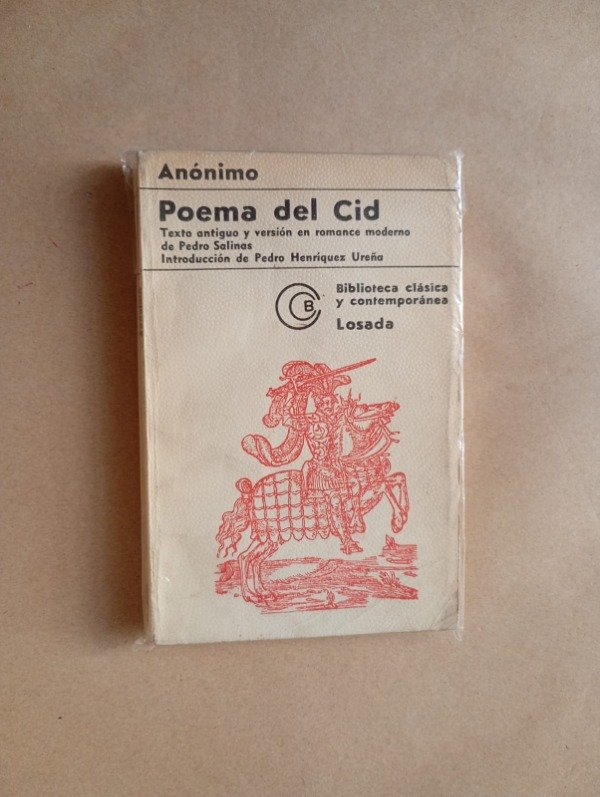 Anónimo
Poema del Cid
Texto antiguo y versión en romance moderno
de Pedro Salinas
Introducción de Pedro Henríquez Ureña
B
Biblioteca clásica
y contemporánea
Losada